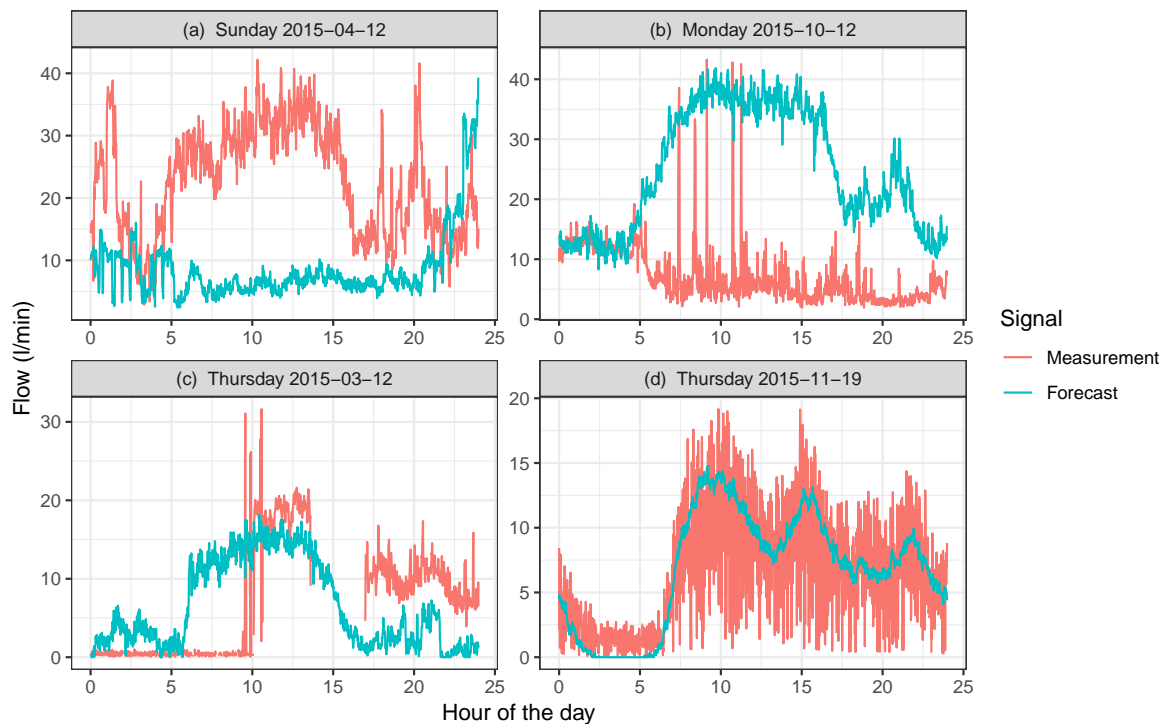 (a) Sunday 2015−04−12
(b) Monday 2015−10−12
40
30
20
10
0 5 10 15 20 25
40
30
20
10
0
0 5 10 15 20 25
(c) Thursday 2015−03−12
(d) Thursday 2015−11−19
30
20
10
0
0 5 10 15 20 25
20
15
10
5
0
0 5 10 15 20 25
Flow (l/min)
Hour of the day
Signal
Measurement
Forecast